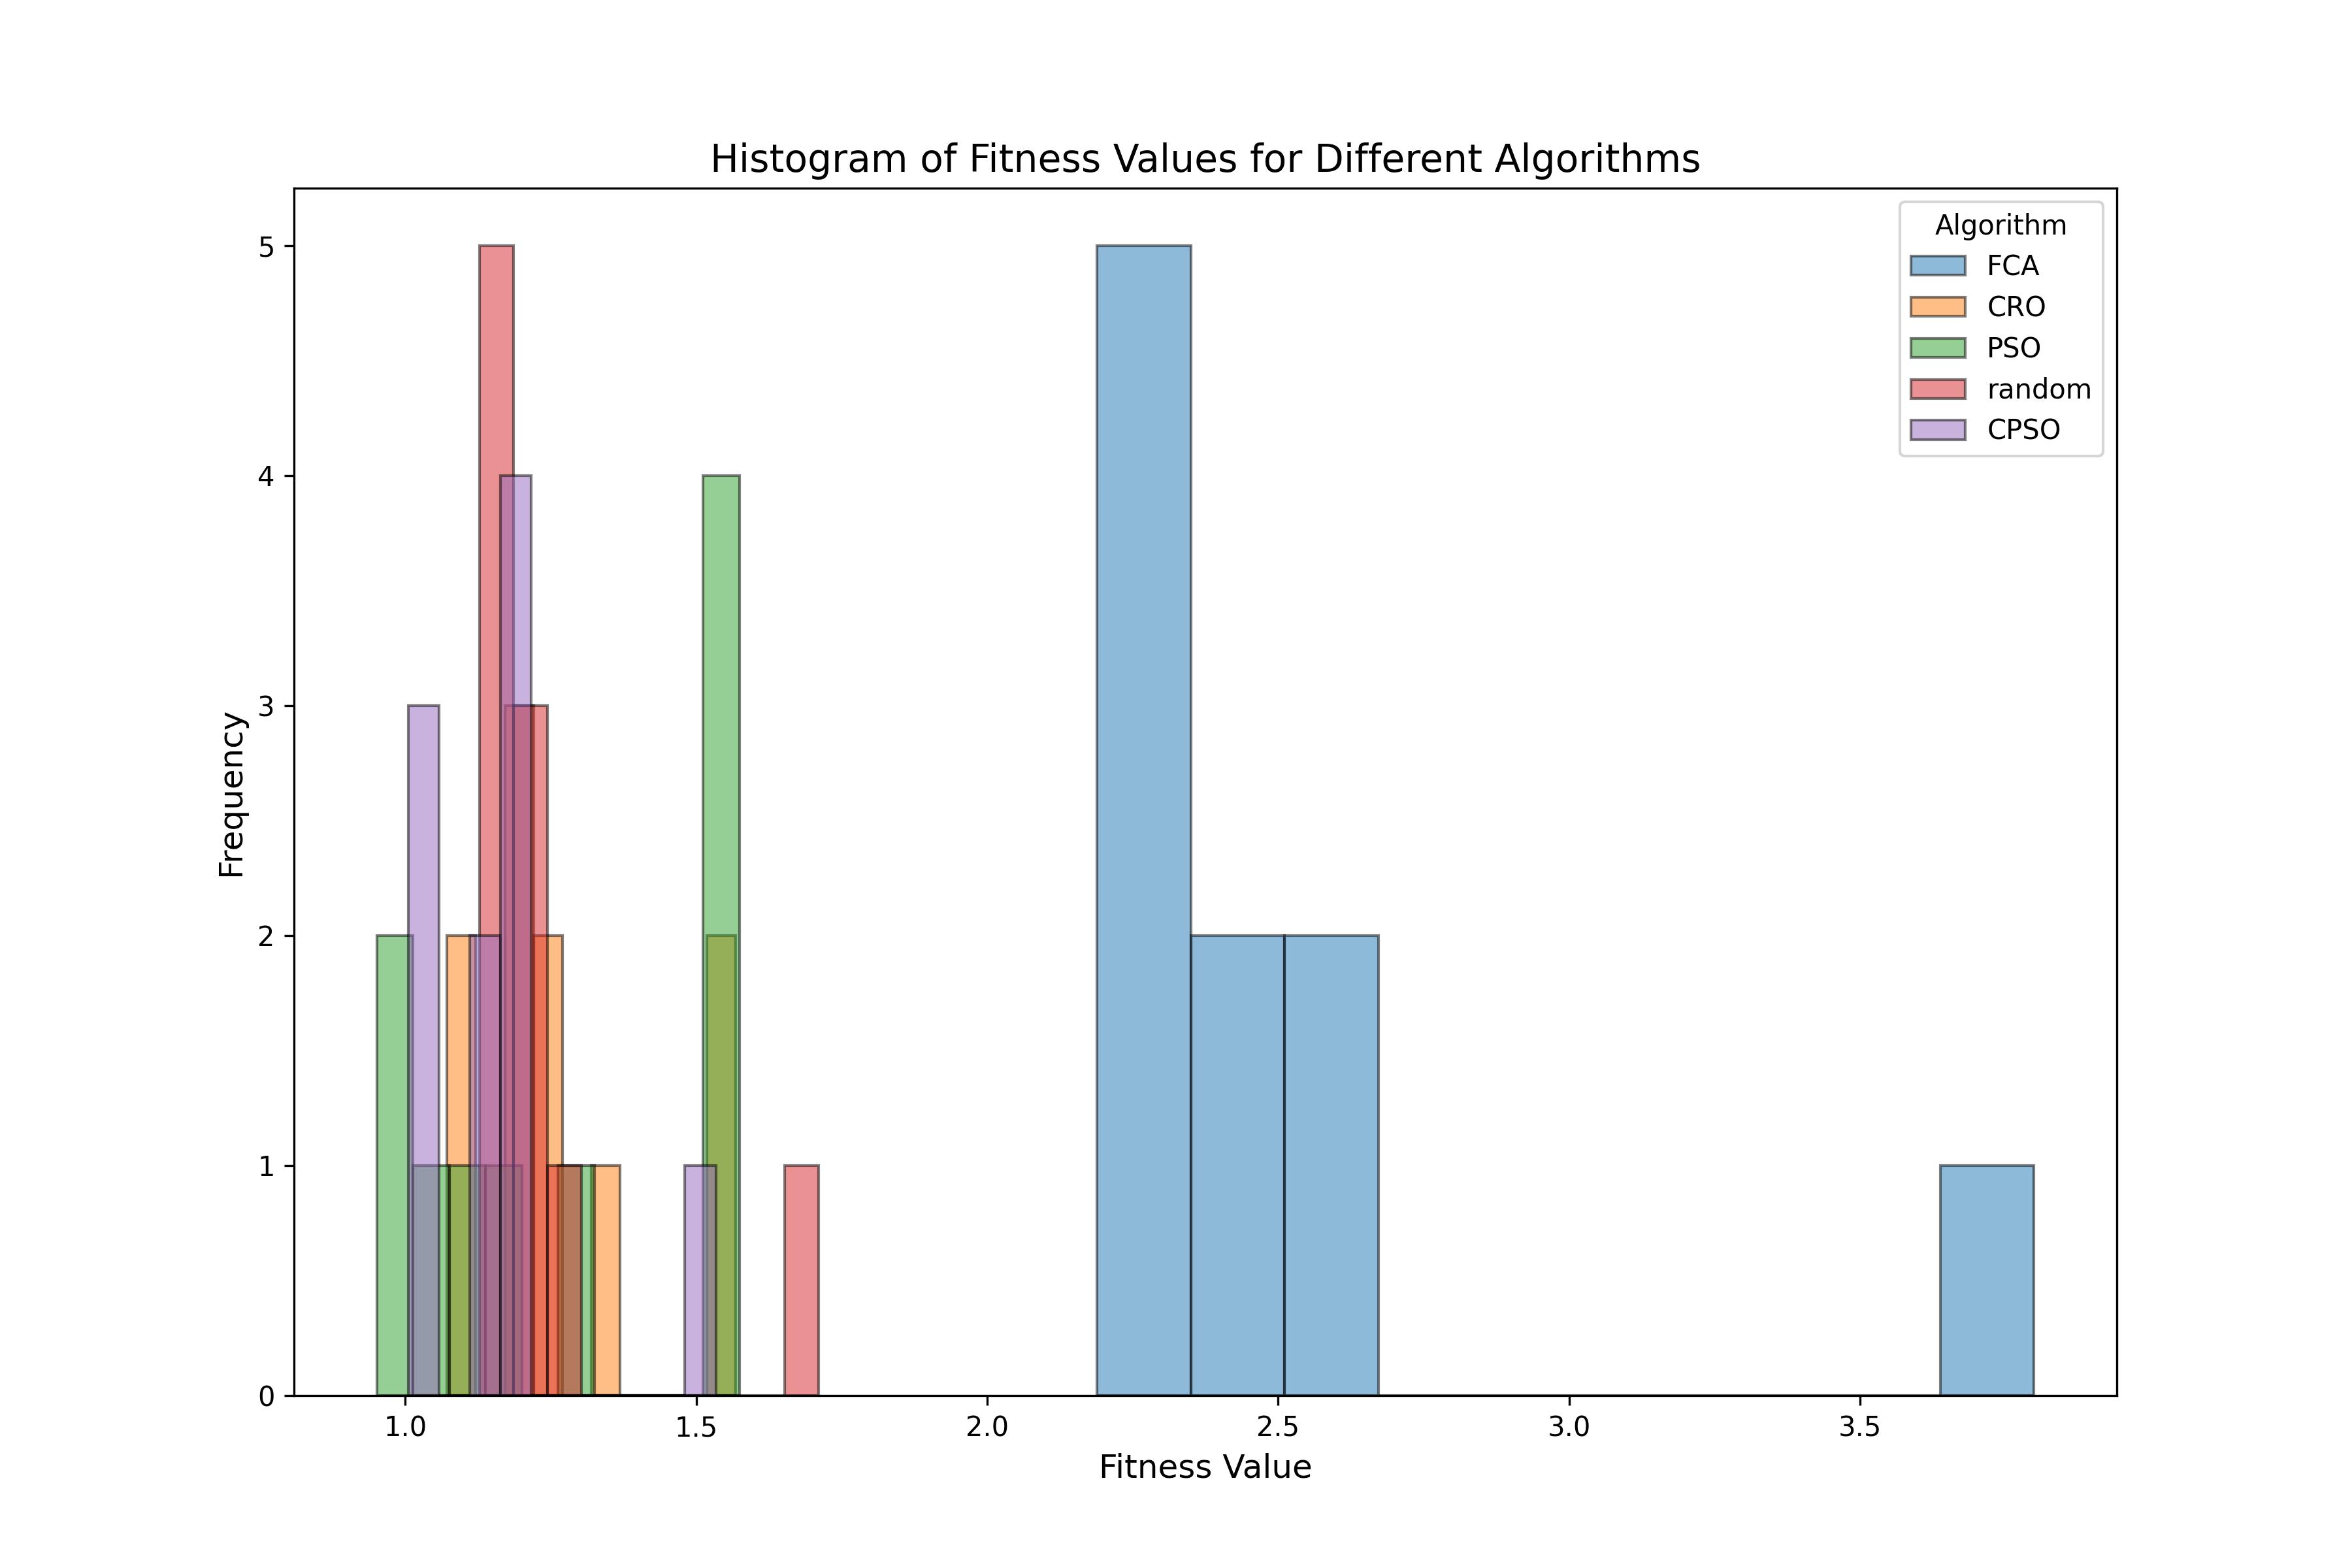 Histogram of Fitness Values for Different Algorithms
Algorithm
FCA
CRO
PSO
random
CPSO
Frequency
5
4
3
2
1
0
1.0 1.5 2.0 2.5 3.0 3.5
Fitness Value